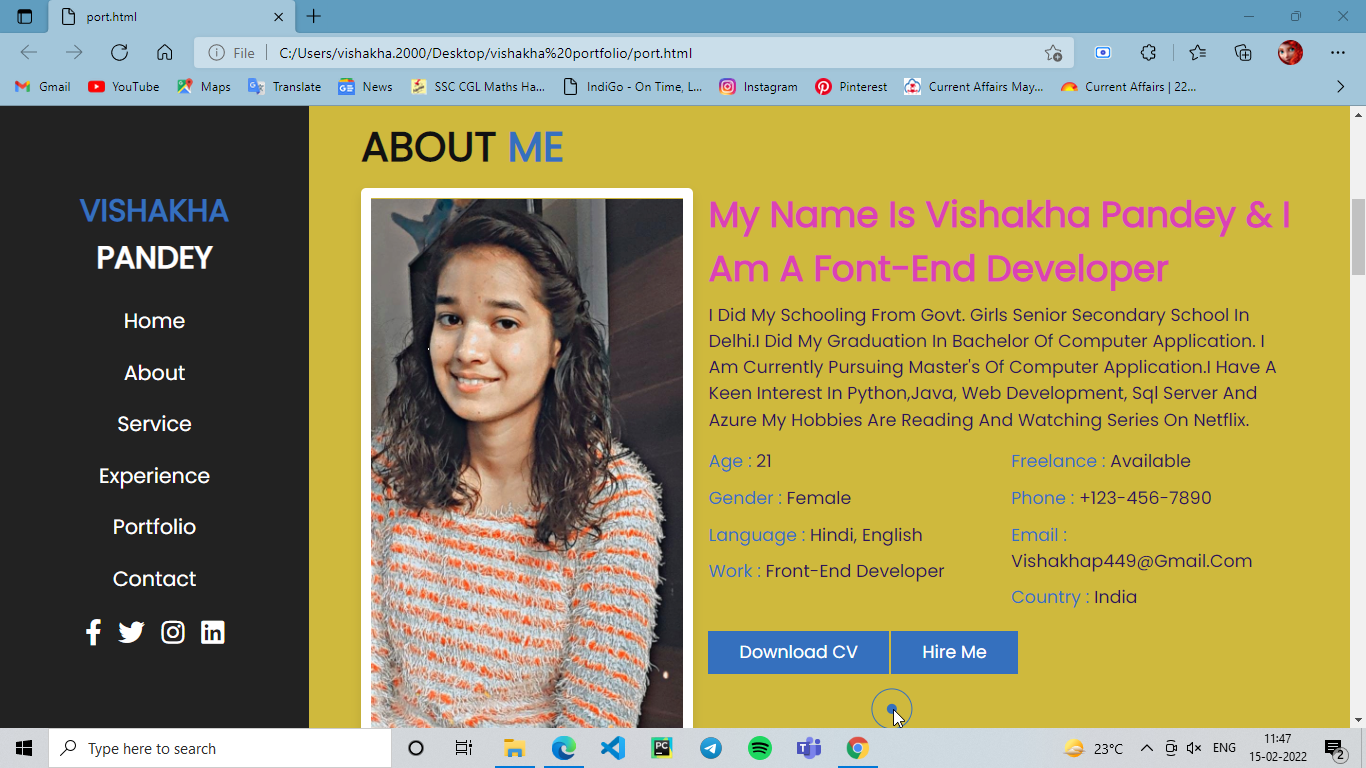 port.html
File
C:/Users/vishakha.2000/Desktop/vishakha%20portfolio/port.html
Gmail
YouTube
Maps
Translate
News
SSC CGL Maths Ha...
IndiGo - On Time, L...
Instagram
Pinterest
Current Affairs May...
Current Affairs | 22...
VISHAKHA
PANDEY
Home
About
Service
Experience
Portfolio
Contact
ABOUT ME
My Name Is Vishakha Pandey & I
Am A Font-End Developer
I Did My Schooling From Govt. Girls Senior Secondary School In
Delhi.I Did My Graduation In Bachelor Of Computer Application. I
Am Currently Pursuing Master's Of Computer Application.I Have A
Keen Interest In Python,Java, Web Development, Sql Server And
Azure My Hobbies Are Reading And Watching Series On Netflix.
Age : 21
Gender : Female
Language : Hindi, English
Work : Front-End Developer
Freelance : Available
Phone : +123-456-7890
Email :
Vishakhap449@Gmail.Com
Country : India
Download CV
Hire Me
Type here to search
23°C
ENG
11:47
15-02-2022
2